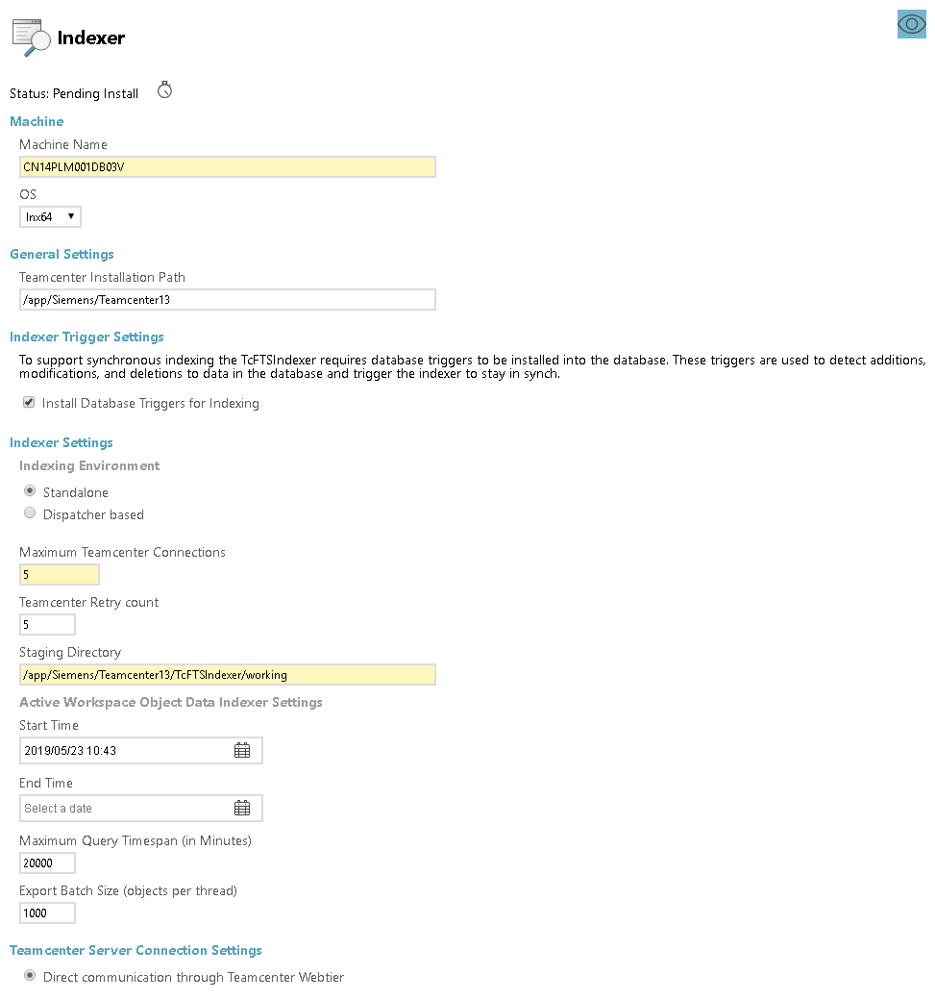 Indexer
Status: Pending Install
Machine
Machine Name
CN14PLM001DB03V
OS
lnx64
General Settings
Teamcenter Installation Path
/app/Siemens/Teamcenter13
Indexer Trigger Settings
To support synchronous indexing the TcFTSIndexer requires database triggers to be installed into the database. These triggers are used to detect additions,
modifications, and deletions to data in the database and trigger the indexer to stay in synch.
Install Database Triggers for Indexing
Indexer Settings
Indexing Environment
Standalone
Dispatcher based
Maximum Teamcenter Connections
5
Teamcenter Retry count
5
Staging Directory
/app/Siemens/Teamcenter13/TcFTSIndexer/working
Active Workspace Object Data Indexer Settings
Start Time
2019/05/23 10:43
End Time
Select a date
Maximum Query Timespan (in Minutes)
20000
Export Batch Size (objects per thread)
1000
Teamcenter Server Connection Settings
Direct communication through Teamcenter Webtier